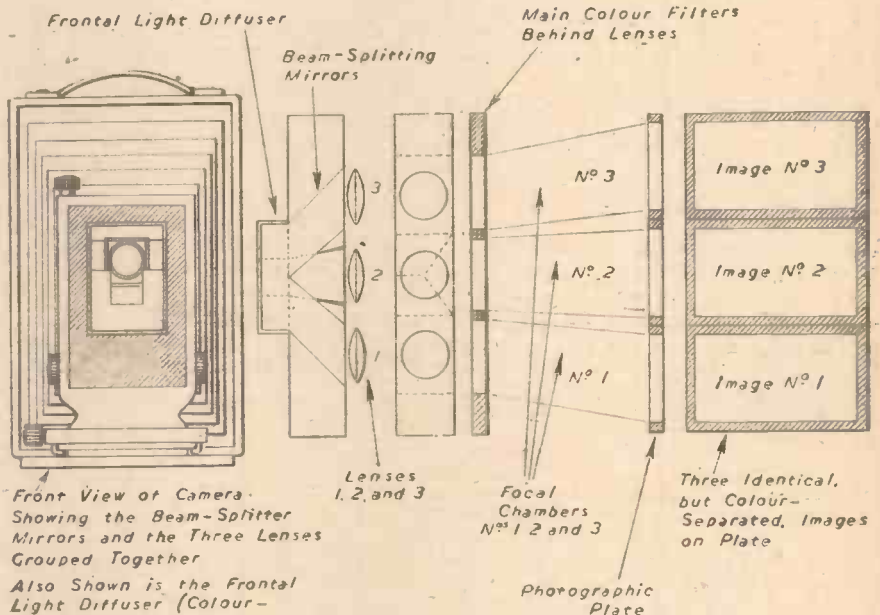 Frontal Light Diffuser
Beam-Splitting
Mirrors
Main Colour Filters
Behind Lenses
3
2
1
Nº 3
Nº 2
Nº 1
Image Nº 3
Image Nº 2
Image Nº 1
Front View of Camera
Showing the Beam-Splitter
Mirrors and the Three Lenses
Grouped Together
Also Shown is the Frontal
Light Diffuser (Colour-
Lenses
1, 2, and 3
Focal
Chambers
Nºs 1 2 and 3
Photographic
Plate
Three Identical,
but Colour-
Separated, Images
on Plate